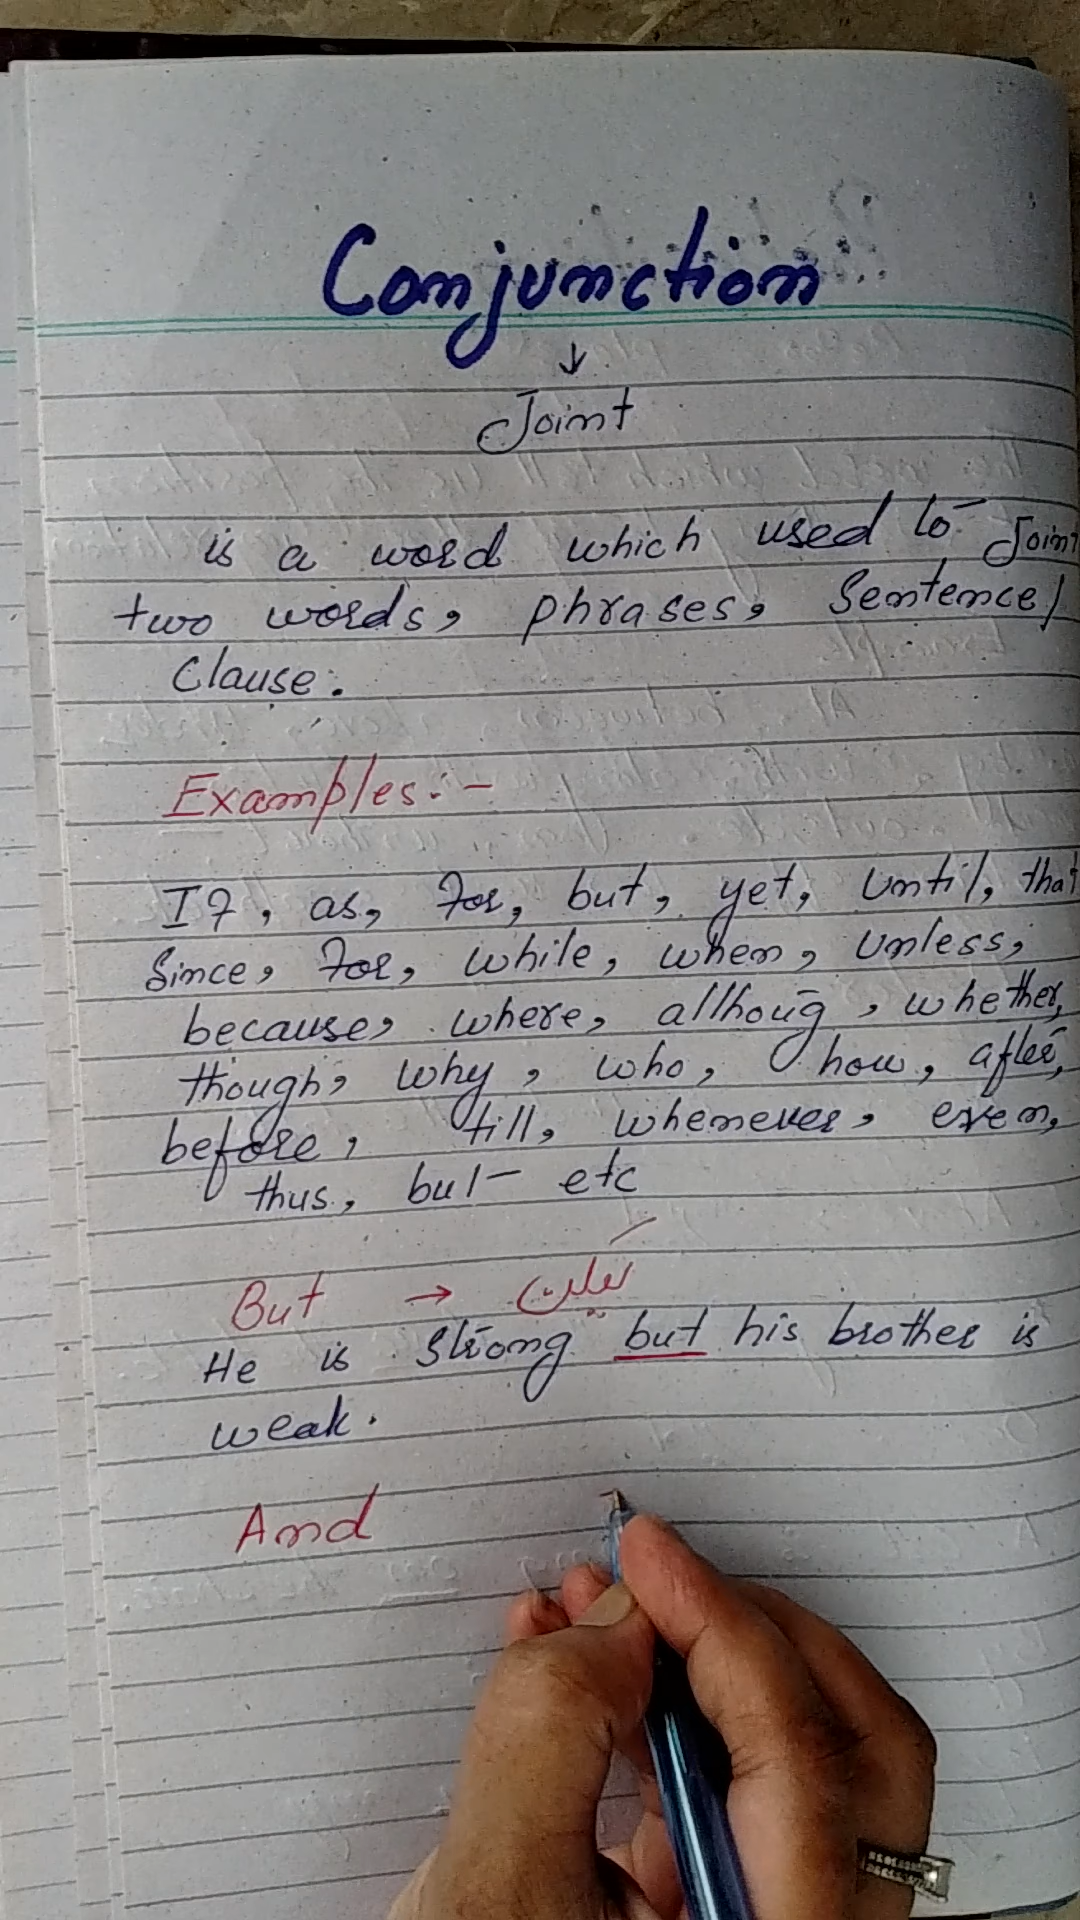 Conjunction
↓
Joint
is a word which used to Joint
two words, phrases, Sentence/
Clause.
Examples:-
If, as, For, but, yet, Until, that
Since, For, while, when, Unless,
because, where, althoug, whether,
though, why, who, how, after,
before, till, whenever, even,
thus, but etc
But → لیکن
He is strong but his brother is
weak.
And